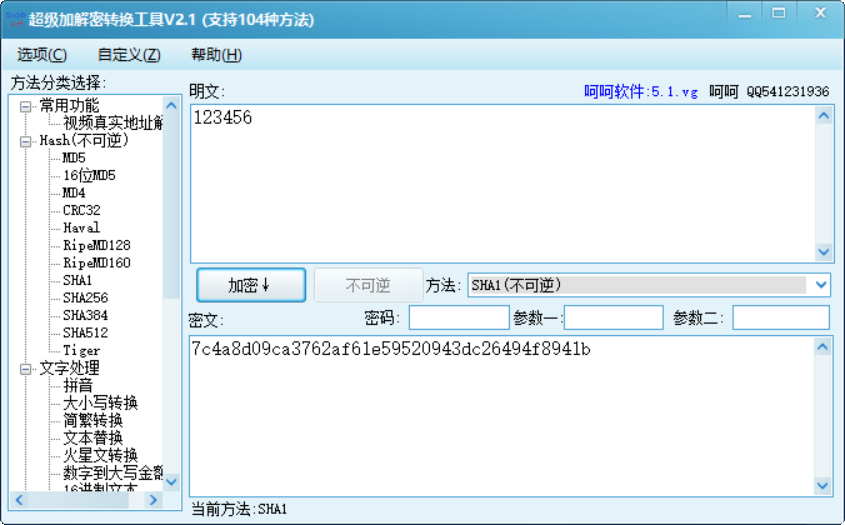 超级加解密转换工具V2.1 (支持104种方法)
选项(C) 自定义(Z) 帮助(H)
方法分类选择:
常用功能
视频真实地址解
Hash(不可逆)
MD5
16位MD5
MD4
CRC32
Haval
RipeMD128
RipeMD160
SHA1
SHA256
SHA384
SHA512
Tiger
文字处理
拼音
大小写转换
简繁转换
文本替换
火星文转换
数字到大写金额
16进制文本
明文: 呵呵软件:5.1.vg 呵呵 QQ541231936
123456
加密↓ 不可逆 方法: SHA1(不可逆)
密文: 密码: 参数一: 参数二:
7c4a8d09ca3762af61e59520943dc26494f8941b
当前方法:SHA1